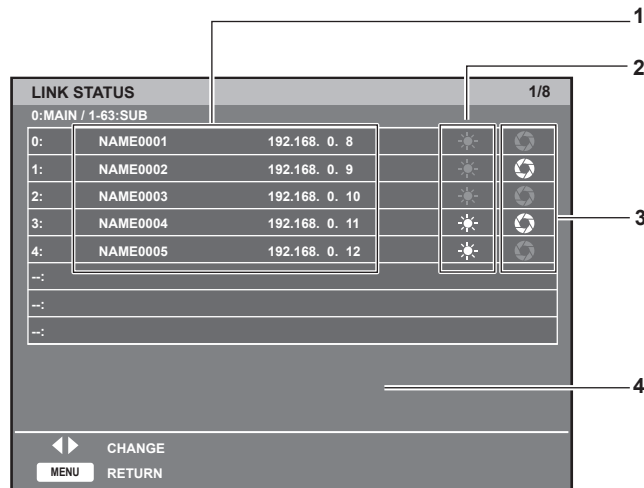 1
2
LINK STATUS 1/8
0:MAIN / 1-63:SUB
0: NAME0001 192.168. 0. 8
1: NAME0002 192.168. 0. 9
2: NAME0003 192.168. 0. 10
3: NAME0004 192.168. 0. 11
3
4: NAME0005 192.168. 0. 12
--:
--:
--:
4
CHANGE
MENU RETURN